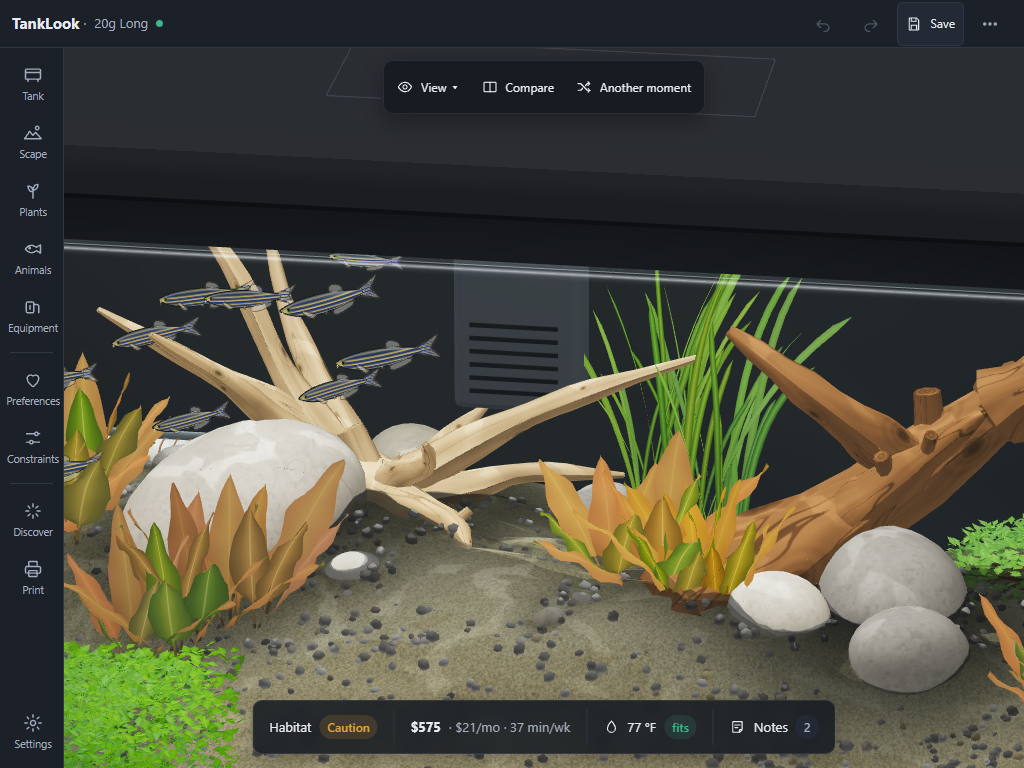 TankLook · 20g Long
Save
View
Compare
Another moment
Tank
Scape
Plants
Animals
Equipment
Preferences
Constraints
Discover
Print
Settings
Habitat Caution
$575 · $21/mo · 37 min/wk
77 °F fits
Notes 2